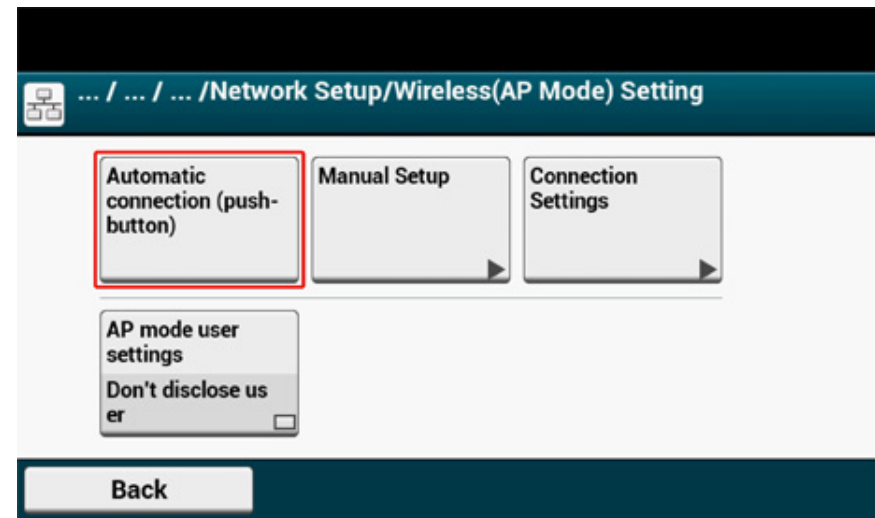 ... / ... / ... /Network Setup/Wireless(AP Mode) Setting
Automatic
connection (push-
button)
Manual Setup
Connection
Settings
AP mode user
settings
Don't disclose us
er
Back